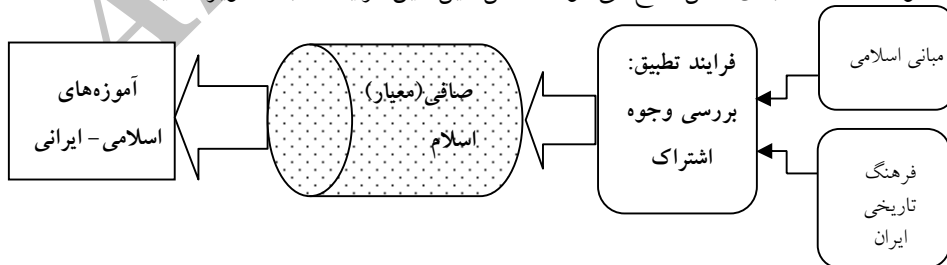 مبانی اسلامی
فرهنگ
تاریخی
ایران
فرایند تطبیق:
بررسی وجوه
اشتراک
صافی(معیار)
اسلام
آموزه‌های
اسلامی- ایرانی